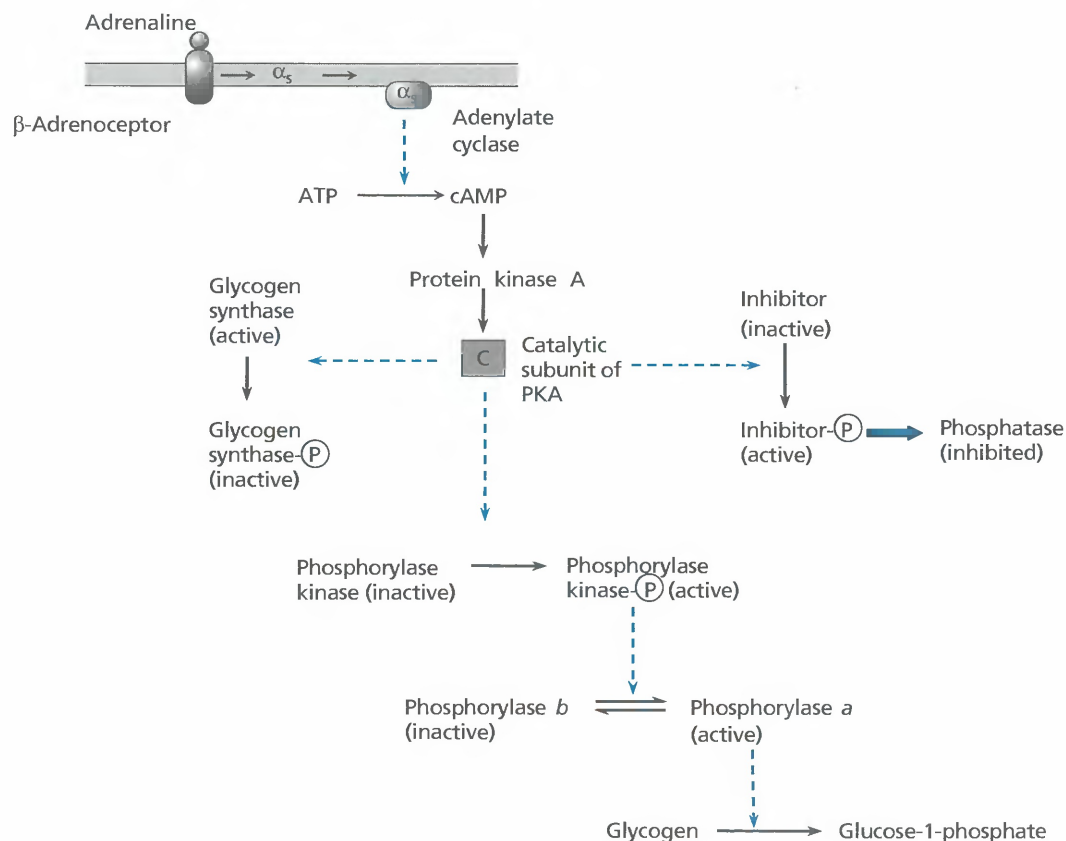 Adrenaline
αs
αs
β-Adrenoceptor
Adenylate
cyclase
ATP
cAMP
Protein kinase A
Glycogen
synthase
(active)
C
Catalytic
subunit of
PKA
Inhibitor
(inactive)
Glycogen
synthase-P
(inactive)
Inhibitor-P
(active)
Phosphatase
(inhibited)
Phosphorylase
kinase (inactive)
Phosphorylase
kinase-P (active)
Phosphorylase b
(inactive)
Phosphorylase a
(active)
Glycogen
Glucose-1-phosphate